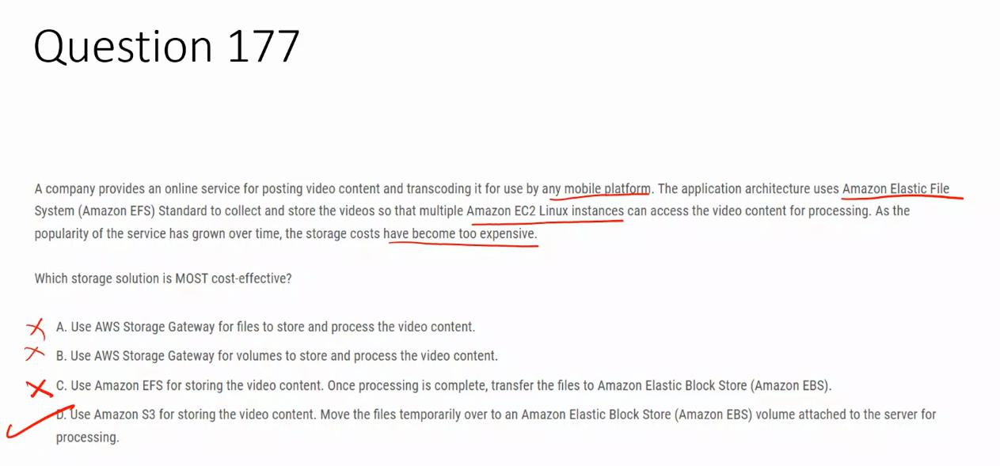 Question 177
A company provides an online service for posting video content and transcoding it for use by any mobile platform. The application architecture uses Amazon Elastic File
System (Amazon EFS) Standard to collect and store the videos so that multiple Amazon EC2 Linux instances can access the video content for processing. As the
popularity of the service has grown over time, the storage costs have become too expensive.
Which storage solution is MOST cost-effective?
A. Use AWS Storage Gateway for files to store and process the video content.
B. Use AWS Storage Gateway for volumes to store and process the video content.
C. Use Amazon EFS for storing the video content. Once processing is complete, transfer the files to Amazon Elastic Block Store (Amazon EBS).
D. Use Amazon S3 for storing the video content. Move the files temporarily over to an Amazon Elastic Block Store (Amazon EBS) volume attached to the server for
processing.